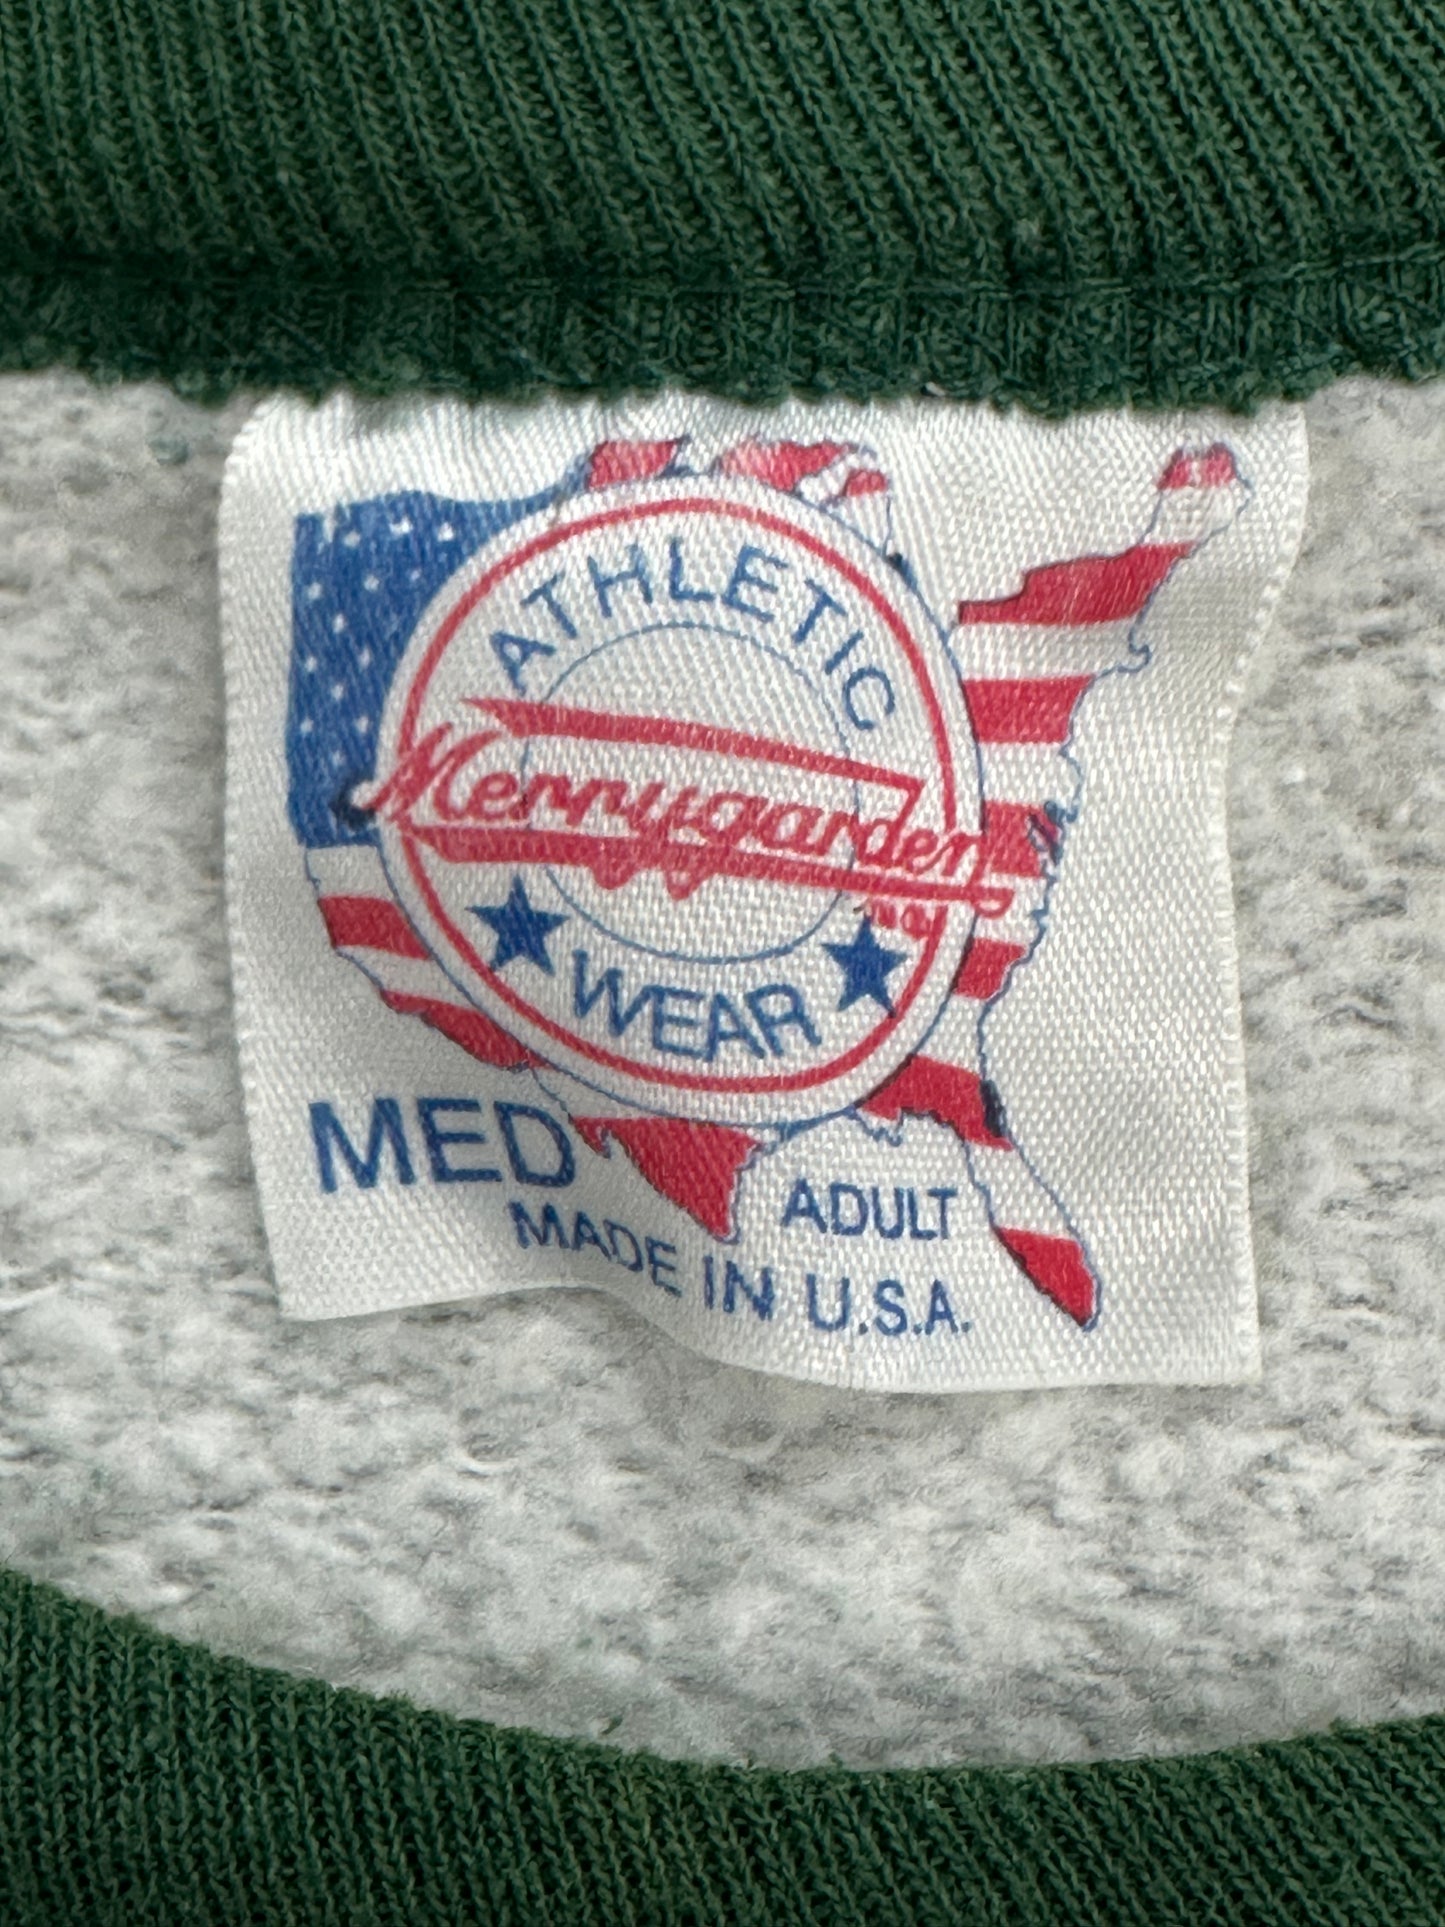 ATHLETIC
Merrygarden
WEAR
MED
ADULT
MADE IN U.S.A.